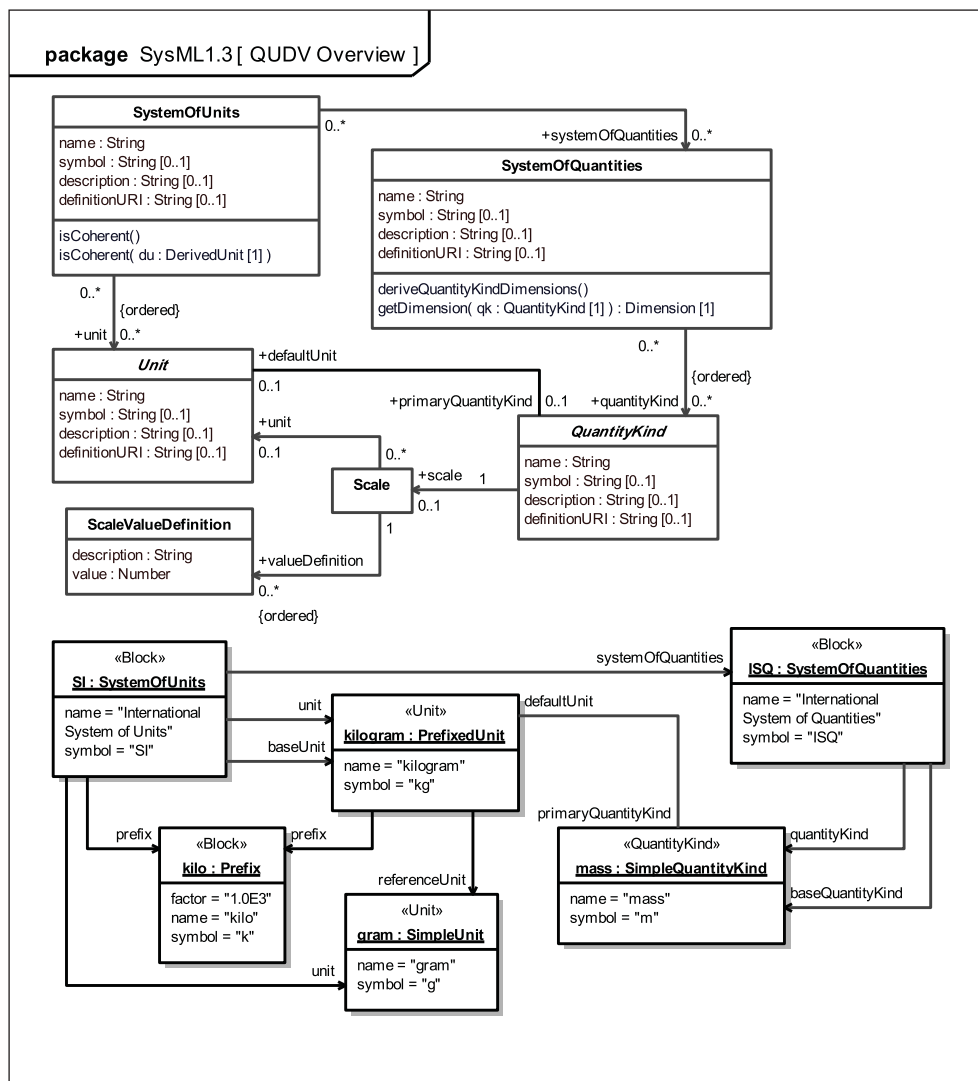 package SysML1.3 [ QUDV Overview ]
SystemOfUnits
name : String
symbol : String [0..1]
description : String [0..1]
definitionURI : String [0..1]
isCoherent()
isCoherent( du : DerivedUnit [1] )
0..*
+systemOfQuantities
0..*
SystemOfQuantities
name : String
symbol : String [0..1]
description : String [0..1]
definitionURI : String [0..1]
deriveQuantityKindDimensions()
getDimension( qk : QuantityKind [1] ) : Dimension [1]
0..*
{ordered}
+unit
0..*
0..*
{ordered}
+quantityKind
0..*
Unit
name : String
symbol : String [0..1]
description : String [0..1]
definitionURI : String [0..1]
+defaultUnit
0..1
+primaryQuantityKind
0..1
+unit
0..1
0..*
QuantityKind
name : String
symbol : String [0..1]
description : String [0..1]
definitionURI : String [0..1]
Scale
+scale
1
0..1
1
ScaleValueDefinition
description : String
value : Number
+valueDefinition
0..*
{ordered}
«Block»
SI : SystemOfUnits
name = "International
System of Units"
symbol = "SI"
systemOfQuantities
«Block»
ISQ : SystemOfQuantities
name = "International
System of Quantities"
symbol = "ISQ"
unit
baseUnit
«Unit»
kilogram : PrefixedUnit
name = "kilogram"
symbol = "kg"
defaultUnit
primaryQuantityKind
prefix
prefix
quantityKind
baseQuantityKind
«Block»
kilo : Prefix
factor = "1.0E3"
name = "kilo"
symbol = "k"
referenceUnit
«QuantityKind»
mass : SimpleQuantityKind
name = "mass"
symbol = "m"
«Unit»
gram : SimpleUnit
name = "gram"
symbol = "g"
unit